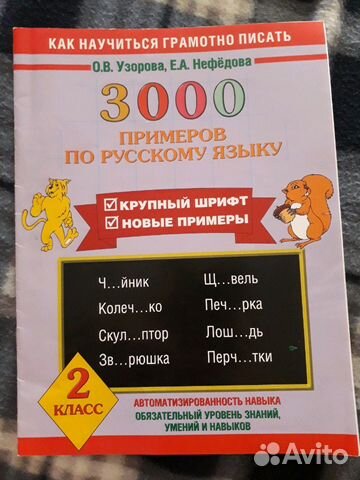 КАК НАУЧИТЬСЯ ГРАМОТНО ПИСАТЬ
О.В. Узорова, Е.А. Нефёдова
3000
ПРИМЕРОВ
ПО РУССКОМУ ЯЗЫКУ
КРУПНЫЙ ШРИФТ
НОВЫЕ ПРИМЕРЫ
Ч...йник
Колеч...ко
Скул...птор
Зв...рюшка
Щ...вель
Печ...рка
Лош...дь
Перч...тки
2
КЛАСС
АВТОМАТИЗИРОВАННОСТЬ НАВЫКА
ОБЯЗАТЕЛЬНЫЙ УРОВЕНЬ ЗНАНИЙ,
УМЕНИЙ И НАВЫКОВ
Avito